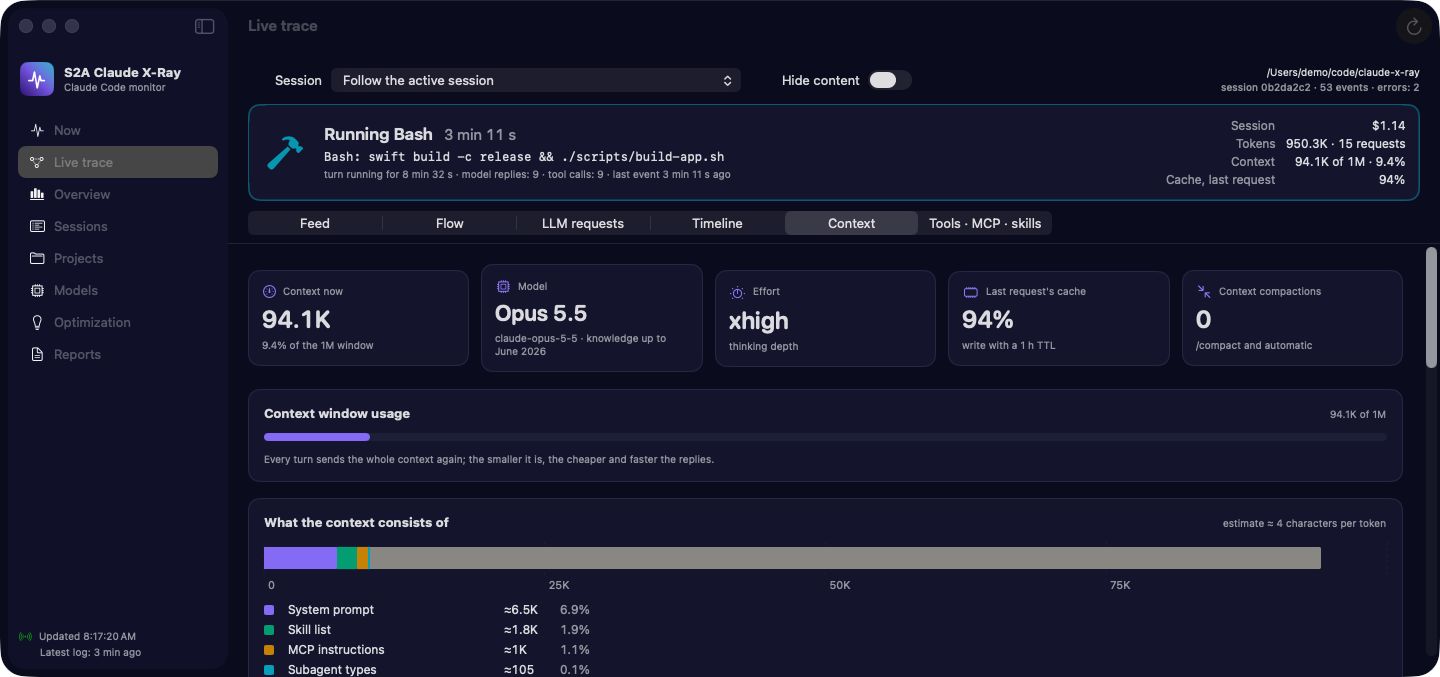 Live trace
S2A Claude X-Ray
Claude Code monitor
Now
Live trace
Overview
Sessions
Projects
Models
Optimization
Reports
Updated 8:17:20 AM
Latest log: 3 min ago
Session
Follow the active session
Hide content
/Users/demo/code/claude-x-ray
session 0b2da2c2 · 53 events · errors: 2
Running Bash 3 min 11 s
Bash: swift build -c release && ./scripts/build-app.sh
turn running for 8 min 32 s · model replies: 9 · tool calls: 9 · last event 3 min 11 s ago
Session $1.14
Tokens 950.3K · 15 requests
Context 94.1K of 1M · 9.4%
Cache, last request 94%
Feed
Flow
LLM requests
Timeline
Context
Tools · MCP · skills
Context now
94.1K
9.4% of the 1M window
Model
Opus 5.5
claude-opus-5-5 · knowledge up to
June 2026
Effort
xhigh
thinking depth
Last request's cache
94%
write with a 1 h TTL
Context compactions
0
/compact and automatic
Context window usage
94.1K of 1M
Every turn sends the whole context again; the smaller it is, the cheaper and faster the replies.
What the context consists of
estimate ≈ 4 characters per token
0 25K 50K 75K
System prompt ≈6.5K 6.9%
Skill list ≈1.8K 1.9%
MCP instructions ≈1K 1.1%
Subagent types ≈105 0.1%